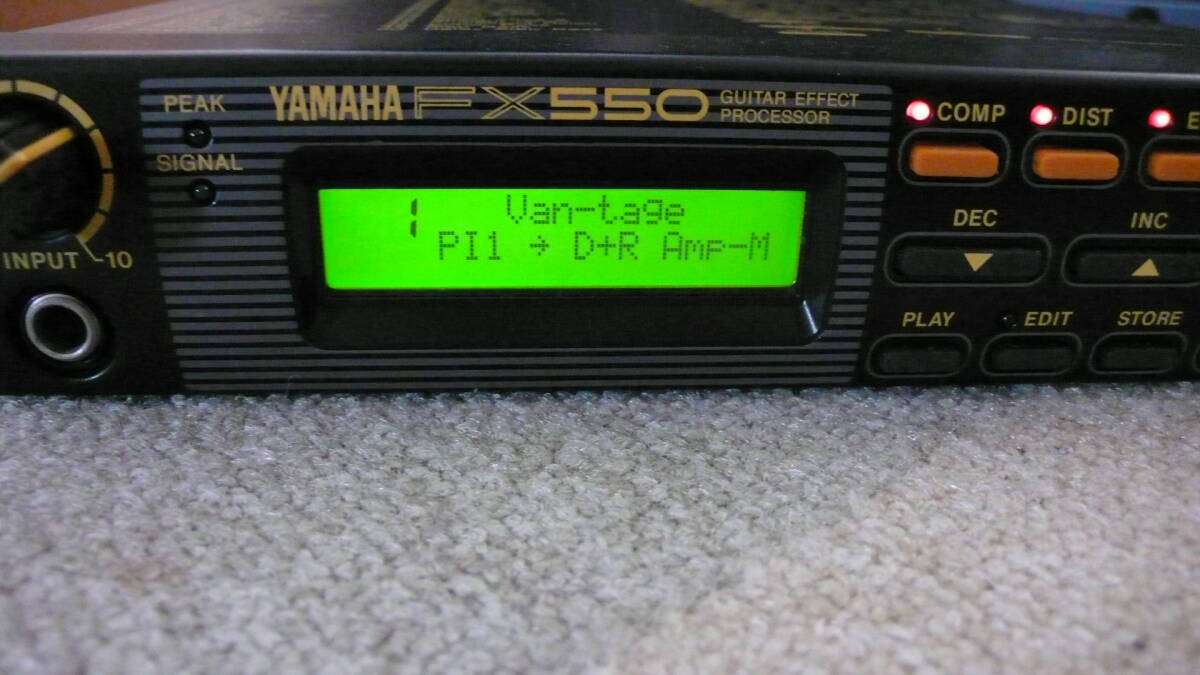 PEAK
SIGNAL
INPUT -10
YAMAHA FX550 GUITAR EFFECT
PROCESSOR
1 Van-tage
PI1 → D+R Amp-M
COMP DIST
DEC INC
PLAY EDIT STORE